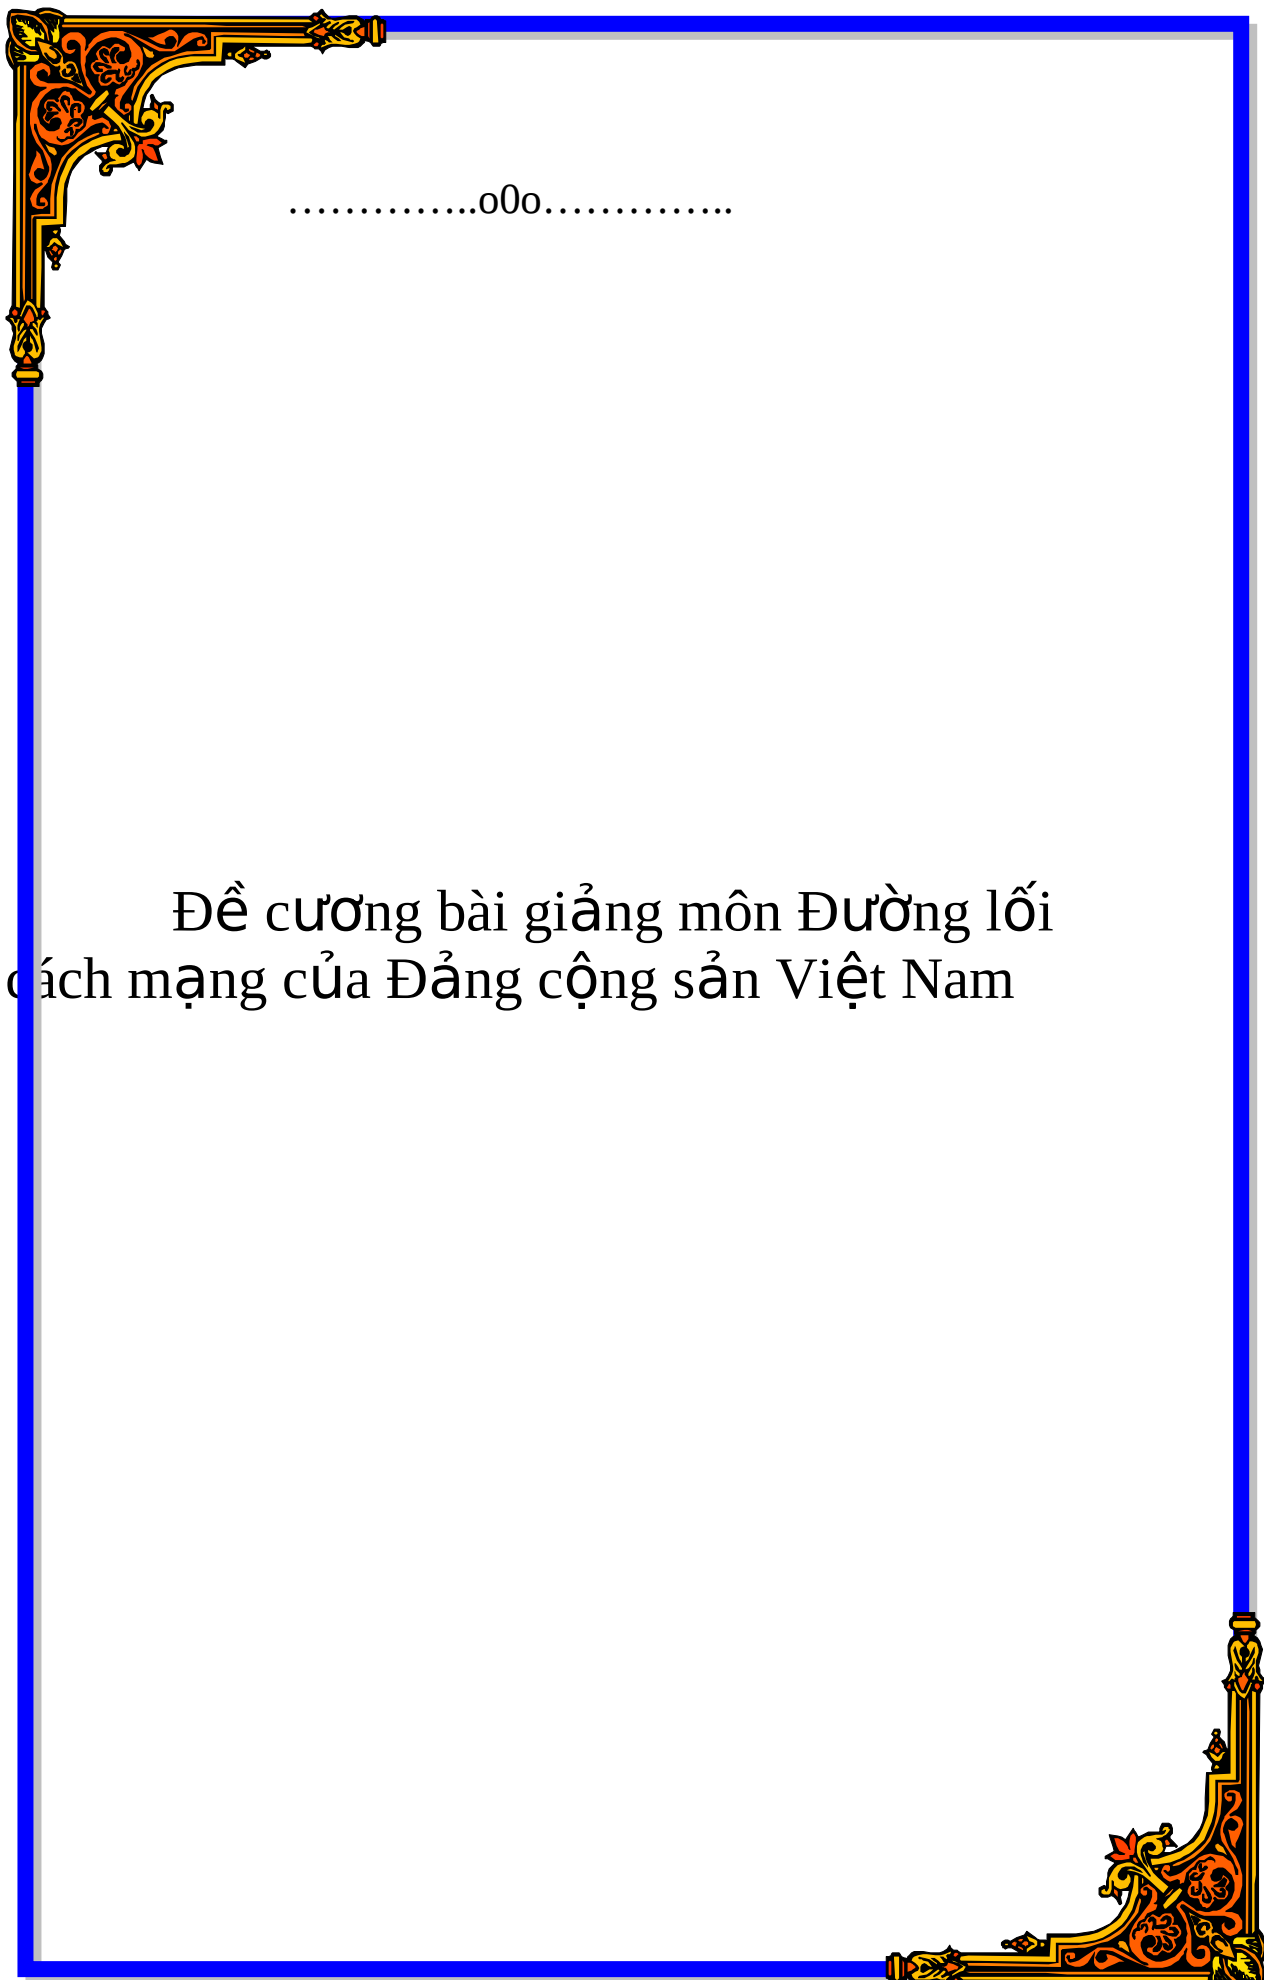 …………..o0o…………..
Đề cương bài giảng môn Đường lối
cách mạng của Đảng cộng sản Việt Nam